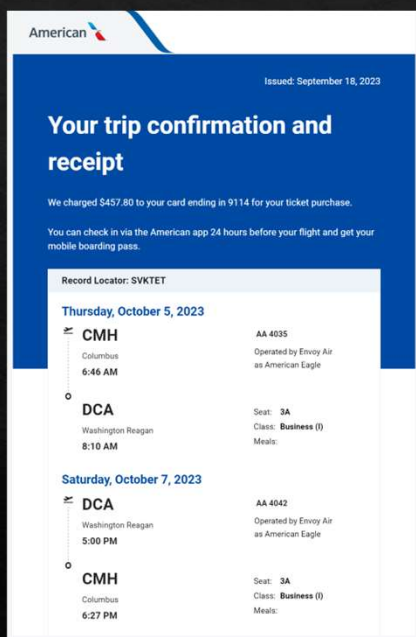 American
Issued: September 18, 2023
Your trip confirmation and
receipt
We charged $457.80 to your card ending in 9114 for your ticket purchase.
You can check in via the American app 24 hours before your flight and get your
mobile boarding pass.
Record Locator: SVKTET
Thursday, October 5, 2023
CMH
AA 4035
Columbus
Operated by Envoy Air
as American Eagle
6:46 AM
DCA
Seat: 3A
Washington Reagan
Class: Business (I)
8:10 AM
Meals:
Saturday, October 7, 2023
DCA
AA 4042
Washington Reagan
Operated by Envoy Air
as American Eagle
5:00 PM
CMH
Seat: 3A
Columbus
Class: Business (I)
6:27 PM
Meals: